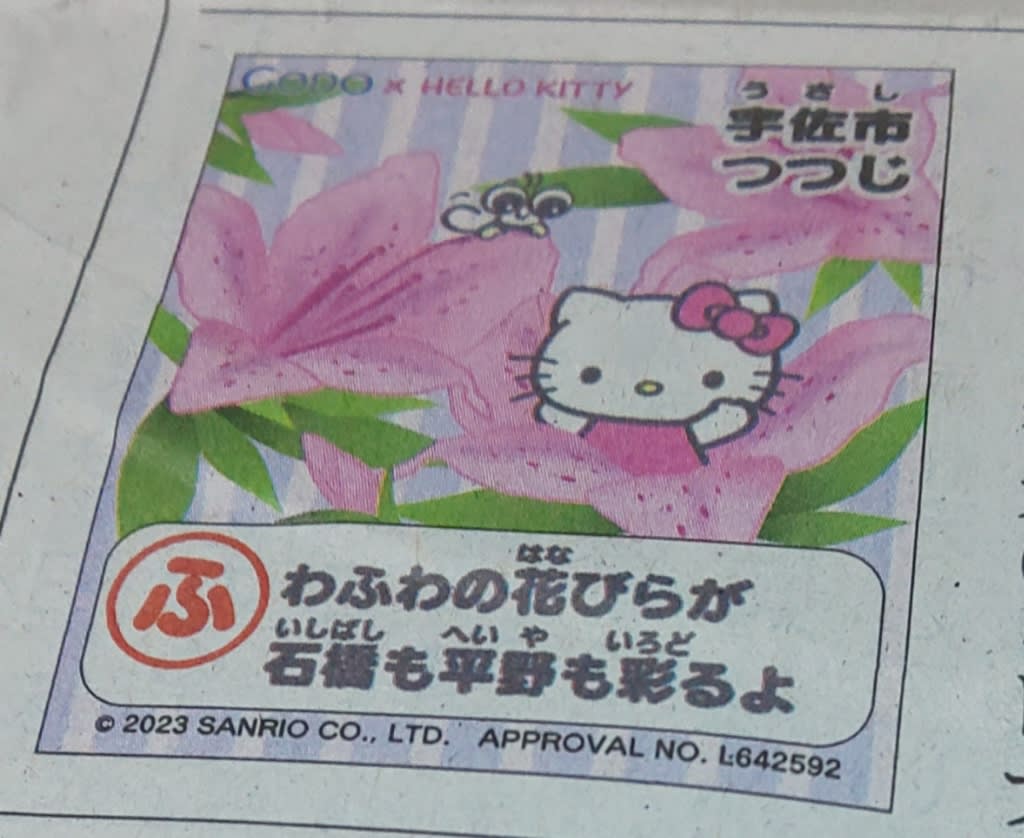 GODO × HELLO KITTY
うさし
宇佐市
つつじ
ふ
はな
わふわの花びらが
いしばし へいや いろど
石橋も平野も彩るよ
© 2023 SANRIO CO., LTD. APPROVAL NO. L642592